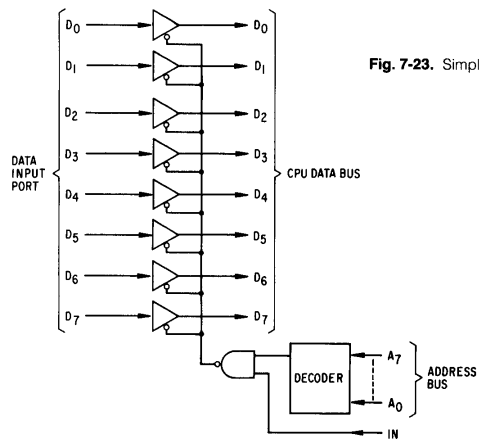 D0 D0
D1 D1
Fig. 7-23. Simpl
D2 D2
D3 D3
DATA
INPUT
PORT
CPU DATA BUS
D4 D4
D5 D5
D6 D6
D7 D7
DECODER
A7
ADDRESS
BUS
A0
IN